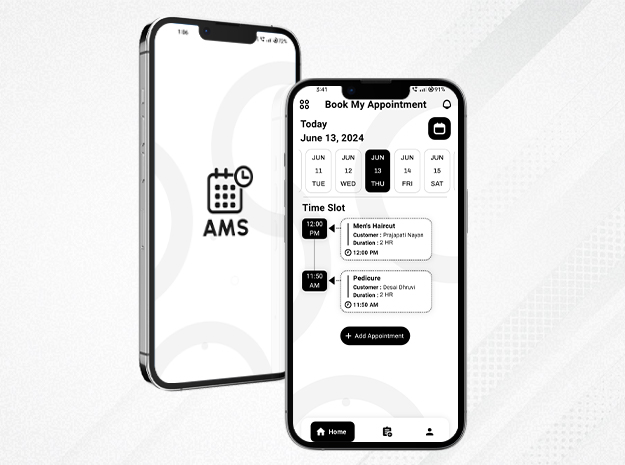 1:06
72%
AMS
5:41
91%
Book My Appointment
Today
June 13, 2024
JUN JUN JUN JUN JUN
11 12 13 14 15
TUE WED THU FRI SAT
Time Slot
12:00
PM
Men's Haircut
Customer : Prajapati Nayan
Duration : 2 HR
12:00 PM
11:50
AM
Pedicure
Customer : Desai Dhruvi
Duration : 2 HR
11:50 AM
+ Add Appointment
Home